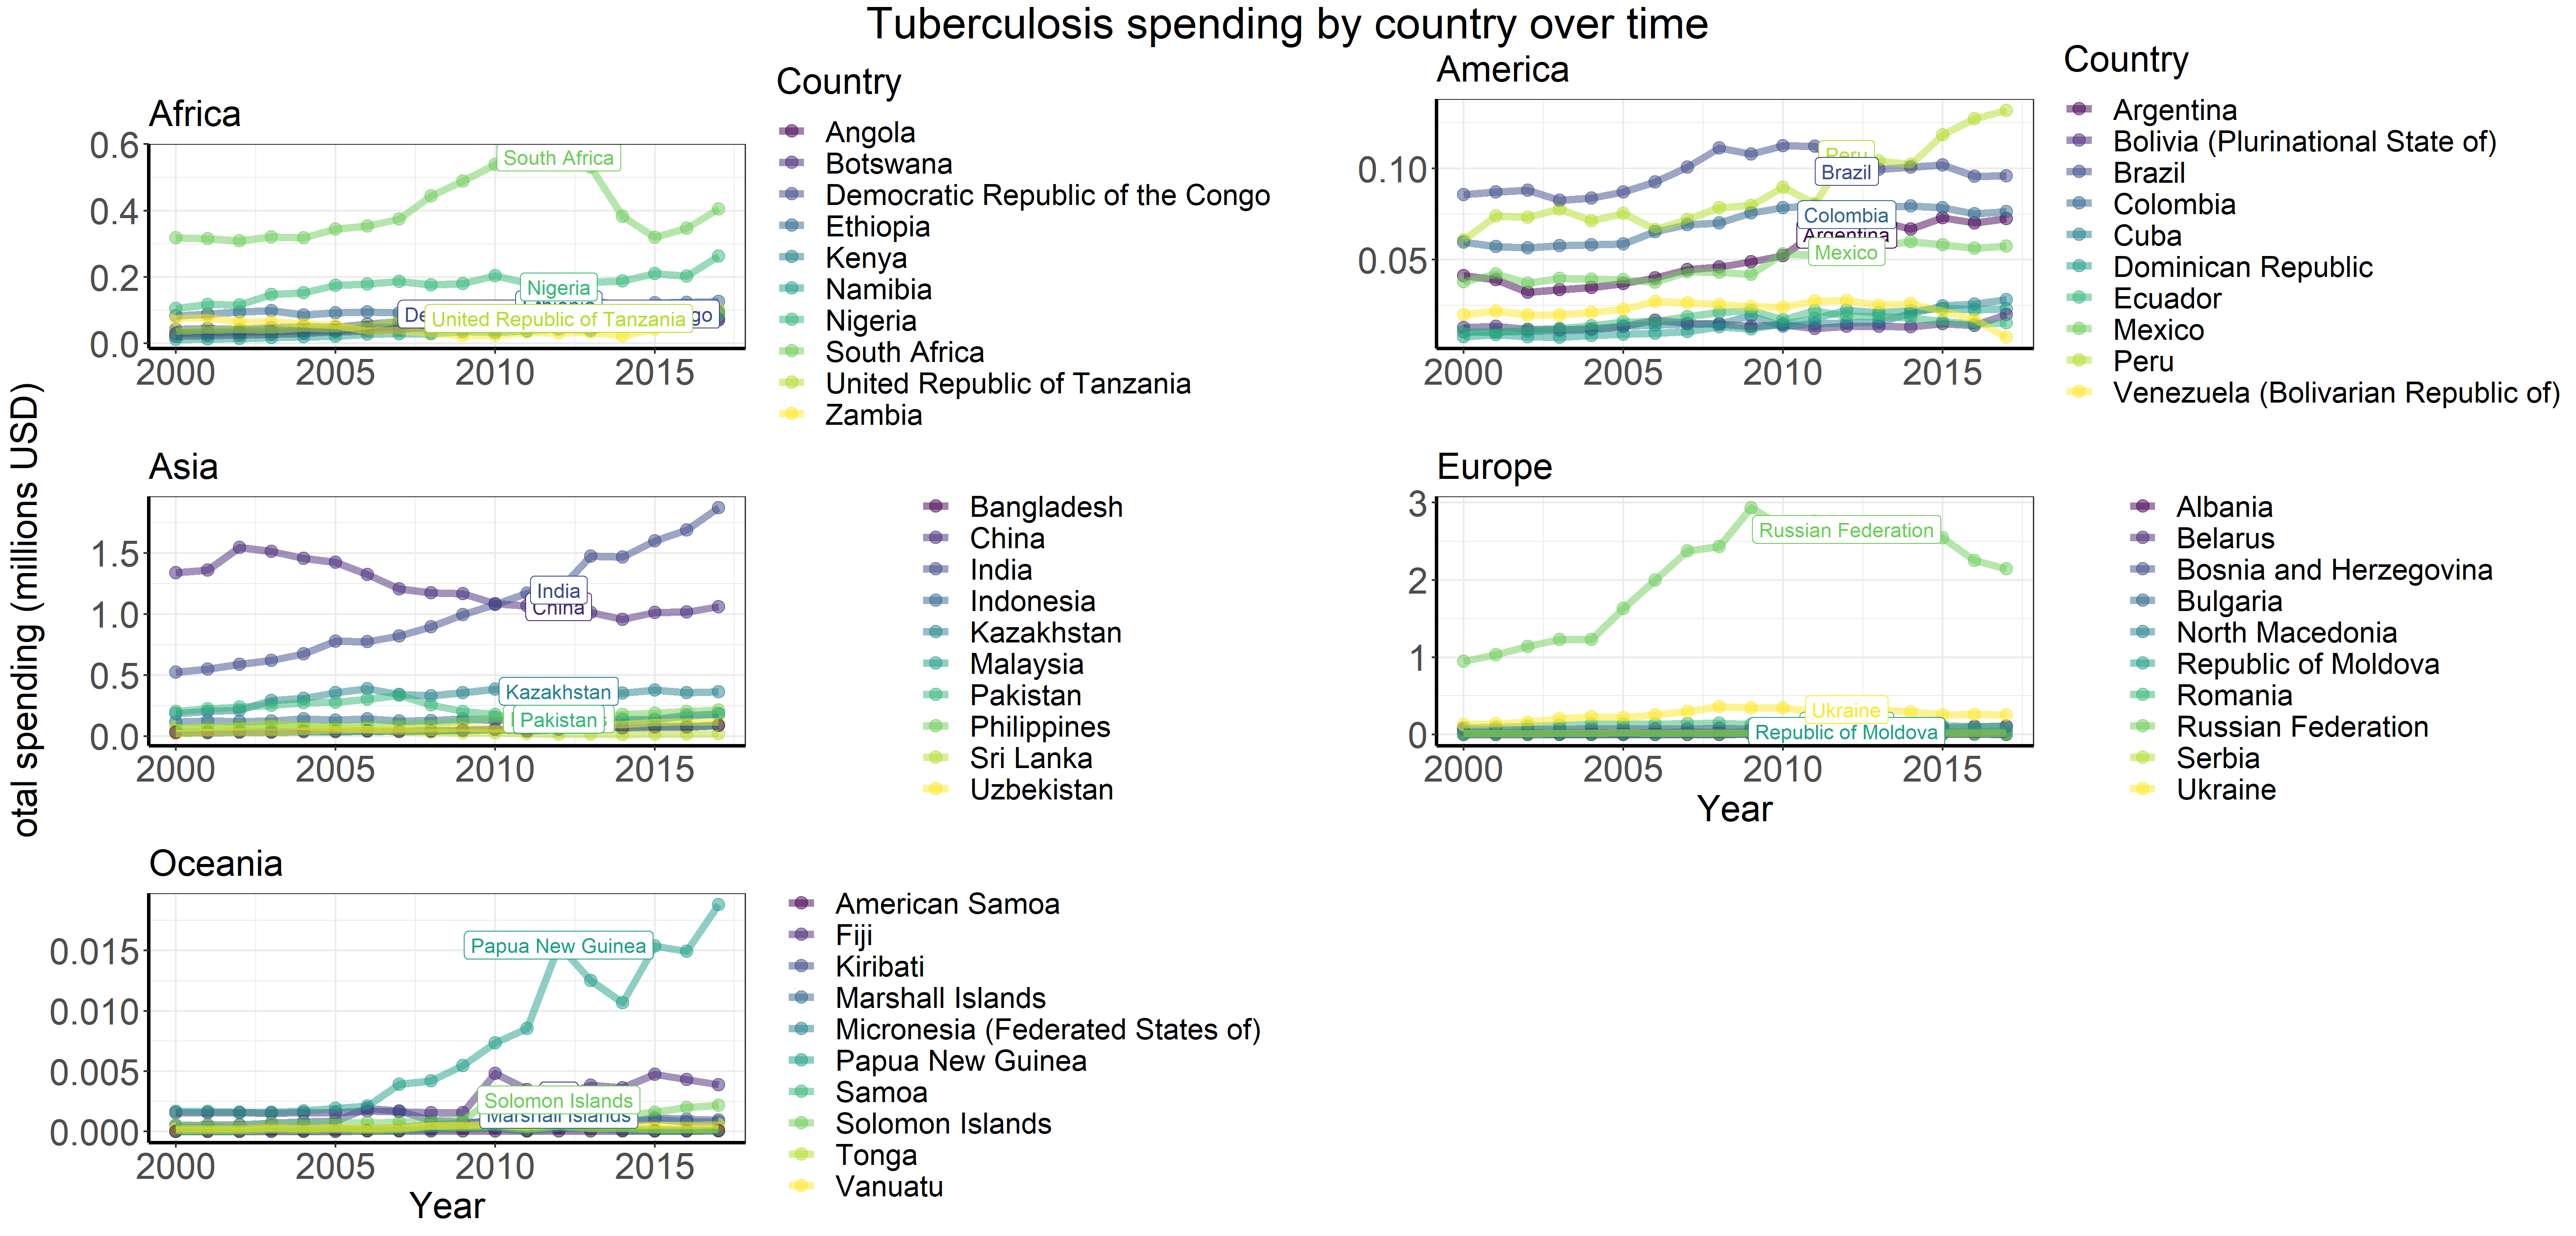 Tuberculosis spending by country over time
otal spending (millions USD)
Africa
0.6
0.4
0.2
0.0
2000 2005 2010 2015
South Africa
Nigeria
United Republic of Tanzania
Country
Angola
Botswana
Democratic Republic of the Congo
Ethiopia
Kenya
Namibia
Nigeria
South Africa
United Republic of Tanzania
Zambia
America
0.10
0.05
2000 2005 2010 2015
Peru
Brazil
Colombia
Argentina
Mexico
Country
Argentina
Bolivia (Plurinational State of)
Brazil
Colombia
Cuba
Dominican Republic
Ecuador
Mexico
Peru
Venezuela (Bolivarian Republic of)
Asia
1.5
1.0
0.5
0.0
2000 2005 2010 2015
India
China
Kazakhstan
Pakistan
Bangladesh
China
India
Indonesia
Kazakhstan
Malaysia
Pakistan
Philippines
Sri Lanka
Uzbekistan
Europe
3
2
1
0
2000 2005 2010 2015
Year
Russian Federation
Ukraine
Republic of Moldova
Albania
Belarus
Bosnia and Herzegovina
Bulgaria
North Macedonia
Republic of Moldova
Romania
Russian Federation
Serbia
Ukraine
Oceania
0.015
0.010
0.005
0.000
2000 2005 2010 2015
Year
Papua New Guinea
Solomon Islands
Marshall Islands
American Samoa
Fiji
Kiribati
Marshall Islands
Micronesia (Federated States of)
Papua New Guinea
Samoa
Solomon Islands
Tonga
Vanuatu